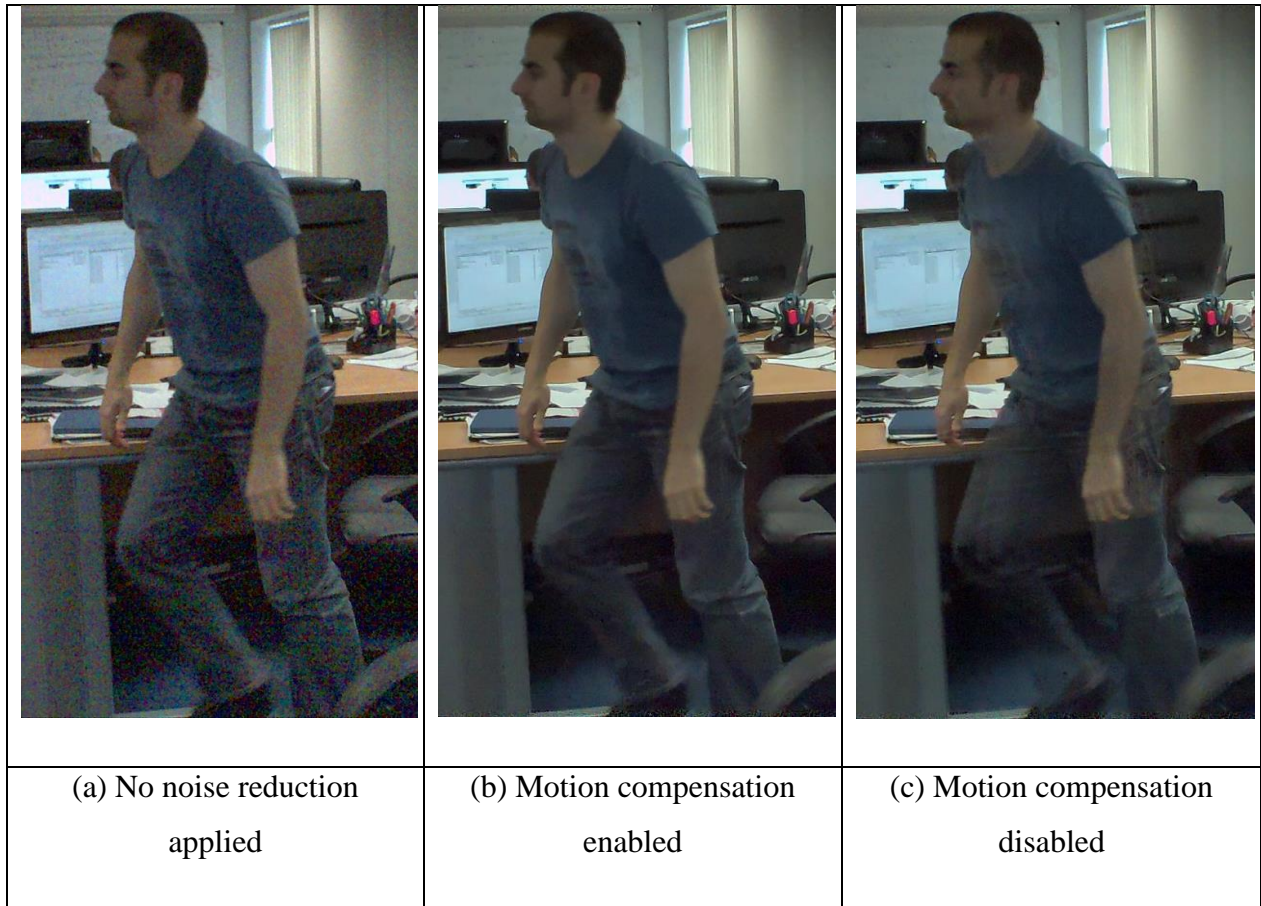 (a) No noise reduction
applied
(b) Motion compensation
enabled
(c) Motion compensation
disabled